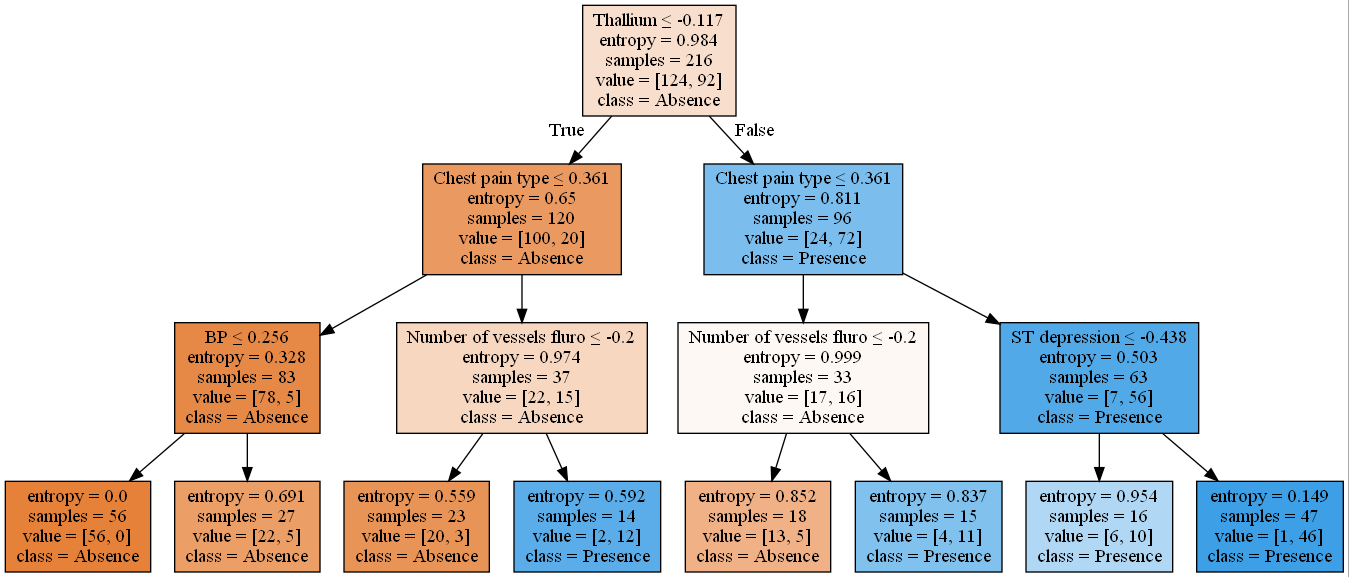 Thallium ≤ -0.117
entropy = 0.984
samples = 216
value = [124, 92]
class = Absence
True
False
Chest pain type ≤ 0.361
entropy = 0.65
samples = 120
value = [100, 20]
class = Absence
Chest pain type ≤ 0.361
entropy = 0.811
samples = 96
value = [24, 72]
class = Presence
BP ≤ 0.256
entropy = 0.328
samples = 83
value = [78, 5]
class = Absence
Number of vessels fluro ≤ -0.2
entropy = 0.974
samples = 37
value = [22, 15]
class = Absence
Number of vessels fluro ≤ -0.2
entropy = 0.999
samples = 33
value = [17, 16]
class = Absence
ST depression ≤ -0.438
entropy = 0.503
samples = 63
value = [7, 56]
class = Presence
entropy = 0.0
samples = 56
value = [56, 0]
class = Absence
entropy = 0.691
samples = 27
value = [22, 5]
class = Absence
entropy = 0.559
samples = 23
value = [20, 3]
class = Absence
entropy = 0.592
samples = 14
value = [2, 12]
class = Presence
entropy = 0.852
samples = 18
value = [13, 5]
class = Absence
entropy = 0.837
samples = 15
value = [4, 11]
class = Presence
entropy = 0.954
samples = 16
value = [6, 10]
class = Presence
entropy = 0.149
samples = 47
value = [1, 46]
class = Presence